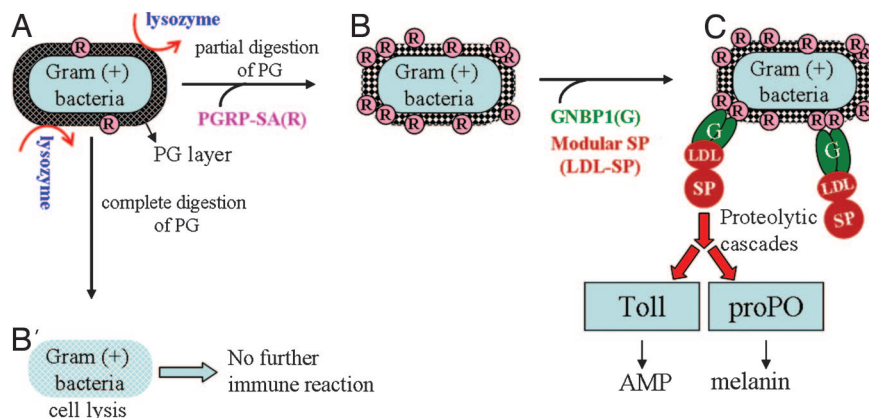 A
lysozyme
R
Gram (+)
bacteria
R
lysozyme
PG layer
partial digestion
of PG
PGRP-SA(R)
complete digestion
of PG
B
R R R R
R
R
Gram (+)
bacteria
R
R
R R R R
GNBP1(G)
Modular SP
(LDL-SP)
C
R R R R
R
R
Gram (+)
bacteria
R
R
R R R R
G
LDL
SP
G
LDL
SP
Proteolytic
cascades
Toll
proPO
AMP
melanin
B′
Gram (+)
bacteria
cell lysis
No further
immune reaction